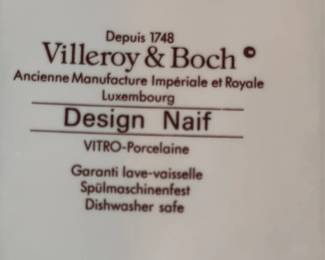 Depuis 1748
Villeroy & Boch ©
Ancienne Manufacture Impériale et Royale
Luxembourg
Design Naif
VITRO-Porcelaine
Garanti lave-vaisselle
Spülmaschinenfest
Dishwasher safe